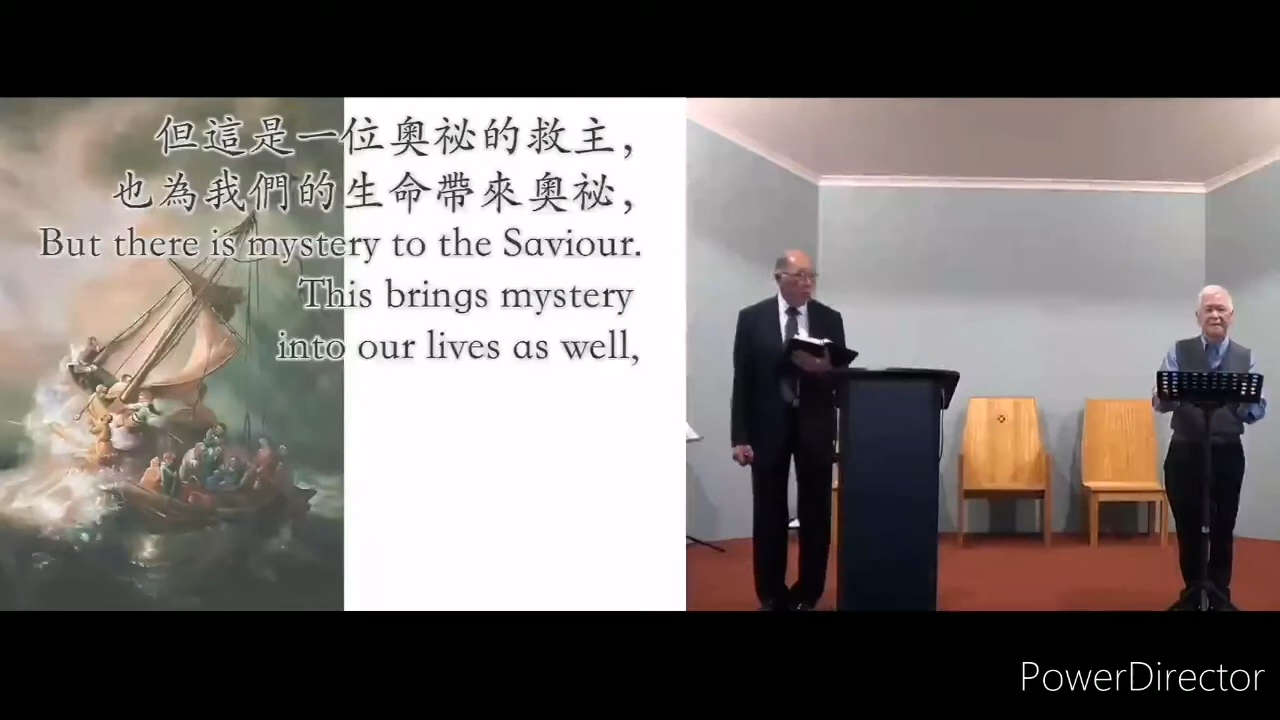 但這是一位奧祕的救主，
也為我們的生命帶來奧祕，
But there is mystery to the Saviour.
This brings mystery
into our lives as well,
PowerDirector